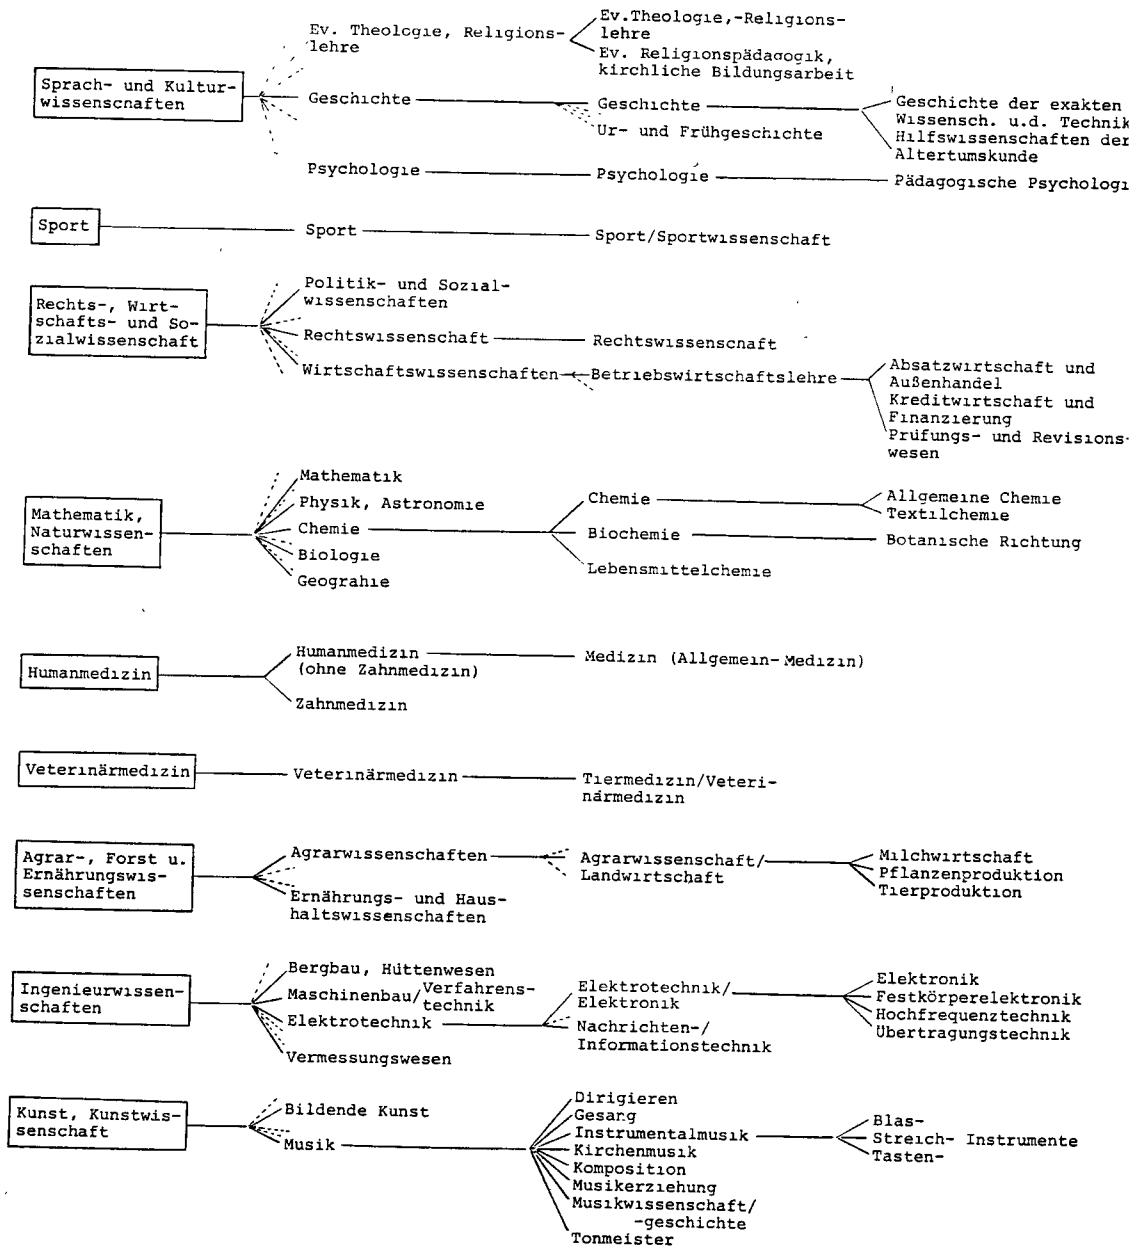 Ev. Theologie, Religions-
lehre
Ev.Theologie,-Religions-
lehre
Ev. Religionspädagogik,
kirchliche Bildungsarbeit
Sprach- und Kultur-
wissenschaften
Geschichte
Geschichte
Ur- und Frühgeschichte
Geschichte der exakten
Wissensch. u.d. Technik
Hilfswissenschaften der
Altertumskunde
Psychologie
Psychologie
Pädagogische Psychologi
Sport
Sport
Sport/Sportwissenschaft
Rechts-, Wirt-
schafts- und So-
zialwissenschaft
Politik- und Sozial-
wissenschaften
Rechtswissenschaft
Rechtswissenschaft
Wirtschaftswissenschaften
Betriebswirtschaftslehre
Absatzwirtschaft und
Außenhandel
Kreditwirtschaft und
Finanzierung
Prüfungs- und Revisions-
wesen
Mathematik,
Naturwissen-
schaften
Mathematik
Physik, Astronomie
Chemie
Biologie
Geograhie
Chemie
Biochemie
Lebensmittelchemie
Allgemeine Chemie
Textilchemie
Botanische Richtung
Humanmedizin
Humanmedizin
(ohne Zahnmedizin)
Zahnmedizin
Medizin (Allgemein-Medizin)
Veterinärmedizin
Veterinärmedizin
Tiermedizin/Veteri-
närmedizin
Agrar-, Forst u.
Ernährungswis-
senschaften
Agrarwissenschaften
Ernährungs- und Haus-
haltswissenschaften
Agrarwissenschaft/
Landwirtschaft
Milchwirtschaft
Pflanzenproduktion
Tierproduktion
Ingenieurwissen-
schaften
Bergbau, Hüttenwesen
Maschinenbau/Verfahrens-
technik
Elektrotechnik
Vermessungswesen
Elektrotechnik/
Elektronik
Nachrichten-/
Informationstechnik
Elektronik
Festkörperelektronik
Hochfrequenztechnik
Übertragungstechnik
Kunst, Kunstwis-
senschaft
Bildende Kunst
Musik
Dirigieren
Gesang
Instrumentalmusik
Kirchenmusik
Komposition
Musikerziehung
Musikwissenschaft/
-geschichte
Tonmeister
Blas-
Streich- Instrumente
Tasten-